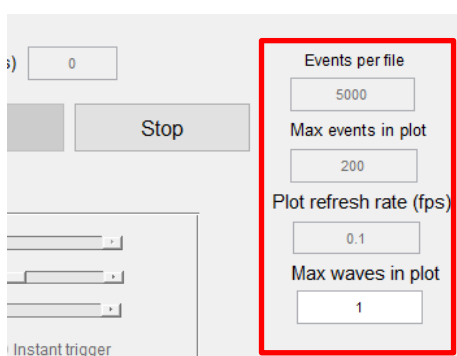 s)
0
Events per file
5000
Stop
Max events in plot
200
Plot refresh rate (fps)
0.1
Max waves in plot
1
Instant trigger